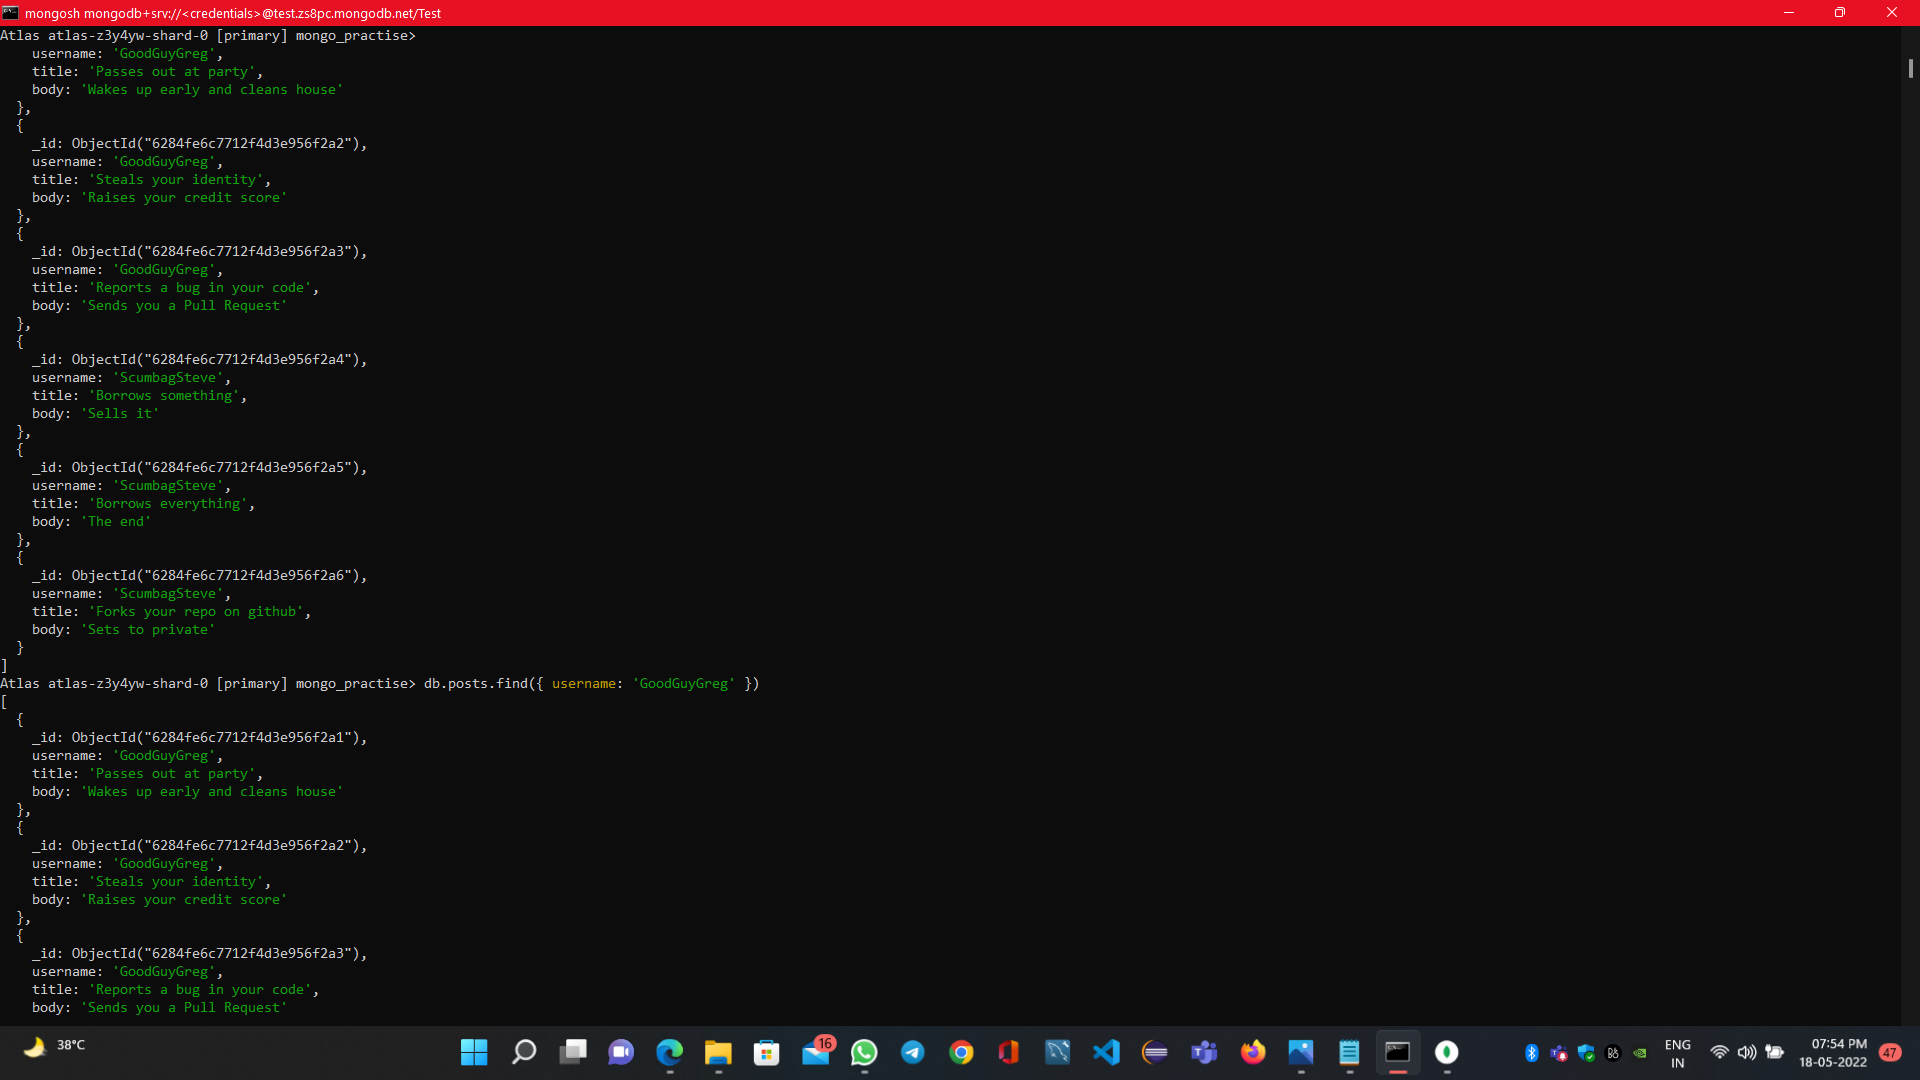 mongosh mongodb+srv://<credentials>@test.zs8pc.mongodb.net/Test
Atlas atlas-z3y4yw-shard-0 [primary] mongo_practise>
    username: 'GoodGuyGreg',
    title: 'Passes out at party',
    body: 'Wakes up early and cleans house'
  },
  {
    _id: ObjectId("6284fe6c7712f4d3e956f2a2"),
    username: 'GoodGuyGreg',
    title: 'Steals your identity',
    body: 'Raises your credit score'
  },
  {
    _id: ObjectId("6284fe6c7712f4d3e956f2a3"),
    username: 'GoodGuyGreg',
    title: 'Reports a bug in your code',
    body: 'Sends you a Pull Request'
  },
  {
    _id: ObjectId("6284fe6c7712f4d3e956f2a4"),
    username: 'ScumbagSteve',
    title: 'Borrows something',
    body: 'Sells it'
  },
  {
    _id: ObjectId("6284fe6c7712f4d3e956f2a5"),
    username: 'ScumbagSteve',
    title: 'Borrows everything',
    body: 'The end'
  },
  {
    _id: ObjectId("6284fe6c7712f4d3e956f2a6"),
    username: 'ScumbagSteve',
    title: 'Forks your repo on github',
    body: 'Sets to private'
  }
]
Atlas atlas-z3y4yw-shard-0 [primary] mongo_practise> db.posts.find({ username: 'GoodGuyGreg' })
[
  {
    _id: ObjectId("6284fe6c7712f4d3e956f2a1"),
    username: 'GoodGuyGreg',
    title: 'Passes out at party',
    body: 'Wakes up early and cleans house'
  },
  {
    _id: ObjectId("6284fe6c7712f4d3e956f2a2"),
    username: 'GoodGuyGreg',
    title: 'Steals your identity',
    body: 'Raises your credit score'
  },
  {
    _id: ObjectId("6284fe6c7712f4d3e956f2a3"),
    username: 'GoodGuyGreg',
    title: 'Reports a bug in your code',
    body: 'Sends you a Pull Request'
38°C
16
ENG
IN
07:54 PM
18-05-2022
47